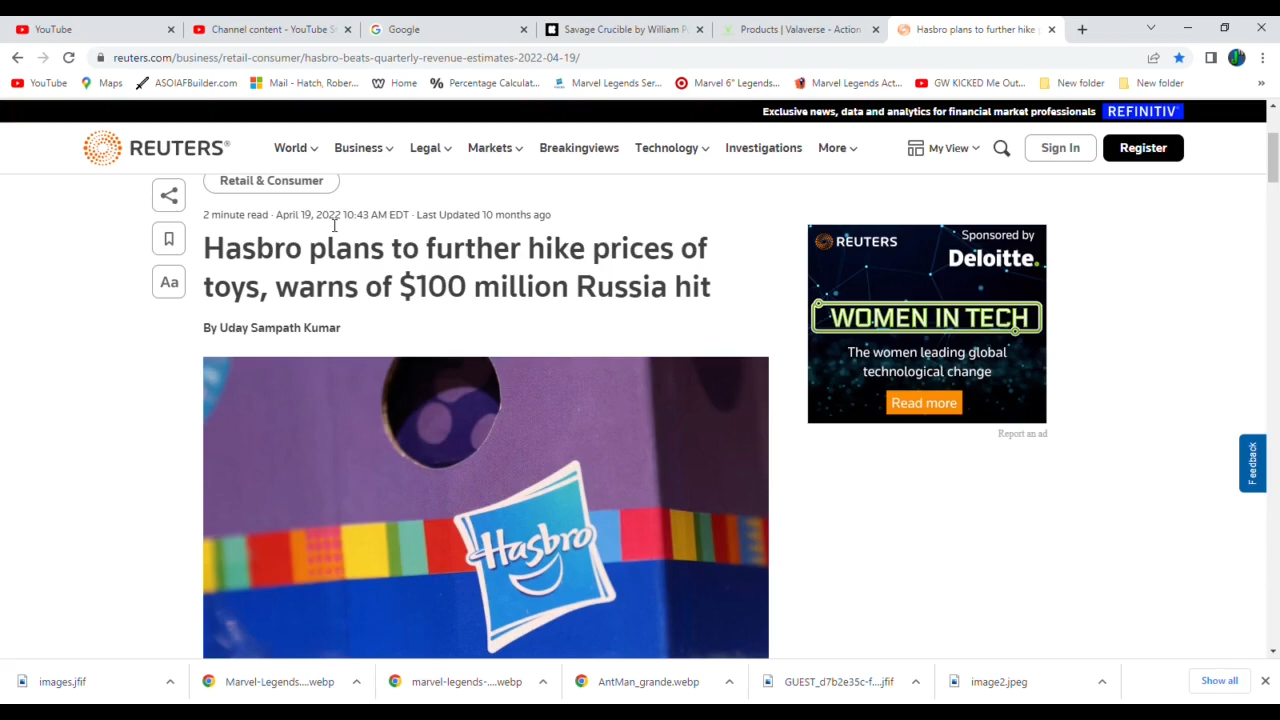 YouTube
Channel content - YouTube S
Google
Savage Crucible by William P
Products | Valaverse - Action
Hasbro plans to further hike p
reuters.com/business/retail-consumer/hasbro-beats-quarterly-revenue-estimates-2022-04-19/
YouTube
Maps
ASOIAFBuilder.com
Mail - Hatch, Rober...
Home
Percentage Calculat...
Marvel Legends Ser...
Marvel 6" Legends...
Marvel Legends Act...
GW KICKED Me Out...
New folder
New folder
Exclusive news, data and analytics for financial market professionals
REFINITIV
REUTERS®
World
Business
Legal
Markets
Breakingviews
Technology
Investigations
More
My View
Sign In
Register
Retail & Consumer
2 minute read · April 19, 2022 10:43 AM EDT · Last Updated 10 months ago
Hasbro plans to further hike prices of
toys, warns of $100 million Russia hit
Aa
By Uday Sampath Kumar
Hasbro
REUTERS
Sponsored by
Deloitte.
WOMEN IN TECH
The women leading global
technological change
Read more
Report an ad
Feedback
images.jfif
Marvel-Legends....webp
marvel-legends-....webp
AntMan_grande.webp
GUEST_d7b2e35c-f....jfif
image2.jpeg
Show all